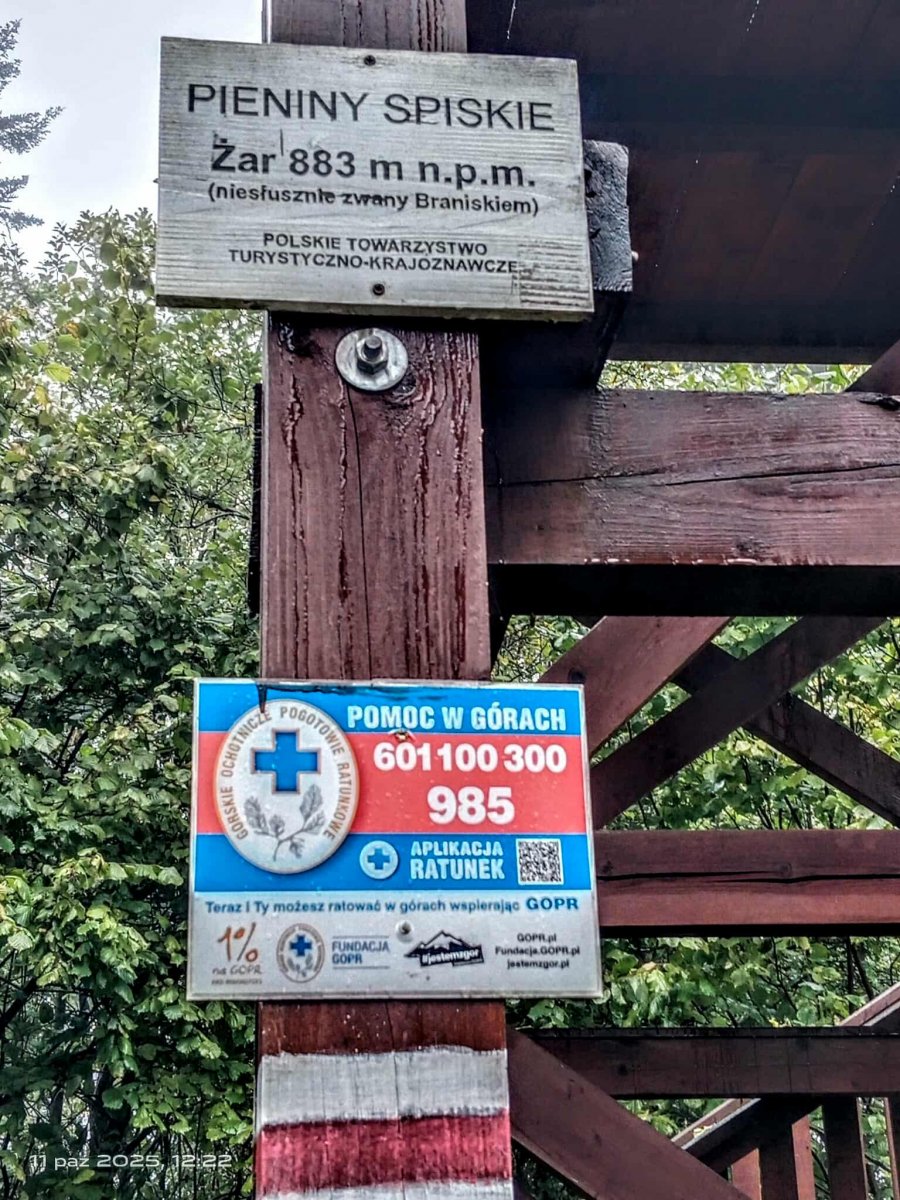 PIENINY SPISKIE
Żar 883 m n.p.m.
(niesłusznie zwany Braniskiem)
POLSKIE TOWARZYSTWO
TURYSTYCZNO-KRAJOZNAWCZE
GÓRSKIE OCHOTNICZE POGOTOWIE RATUNKOWE
POMOC W GÓRACH
601 100 300
985
APLIKACJA
RATUNEK
Teraz i Ty możesz ratować w górach wspierając GOPR
1%
na GOPR
FUNDACJA
GOPR
#jestemzgór
GOPR.pl
Fundacja.GOPR.pl
jestemzgor.pl
11 paź 2025, 12:22